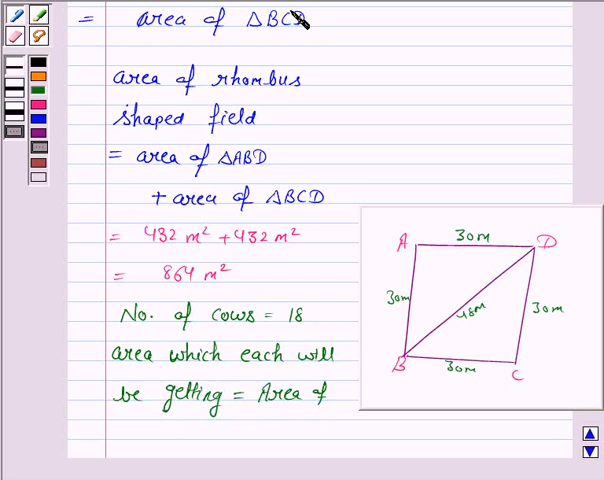 = area of ΔBCD
area of rhombus
shaped field
= area of ΔABD
+ area of ΔBCD
= 432 m² + 432 m²
= 864 m²
No. of cows = 18
area which each will
be getting = Area of
A 30m D
30m 48m 30m
B 30m C